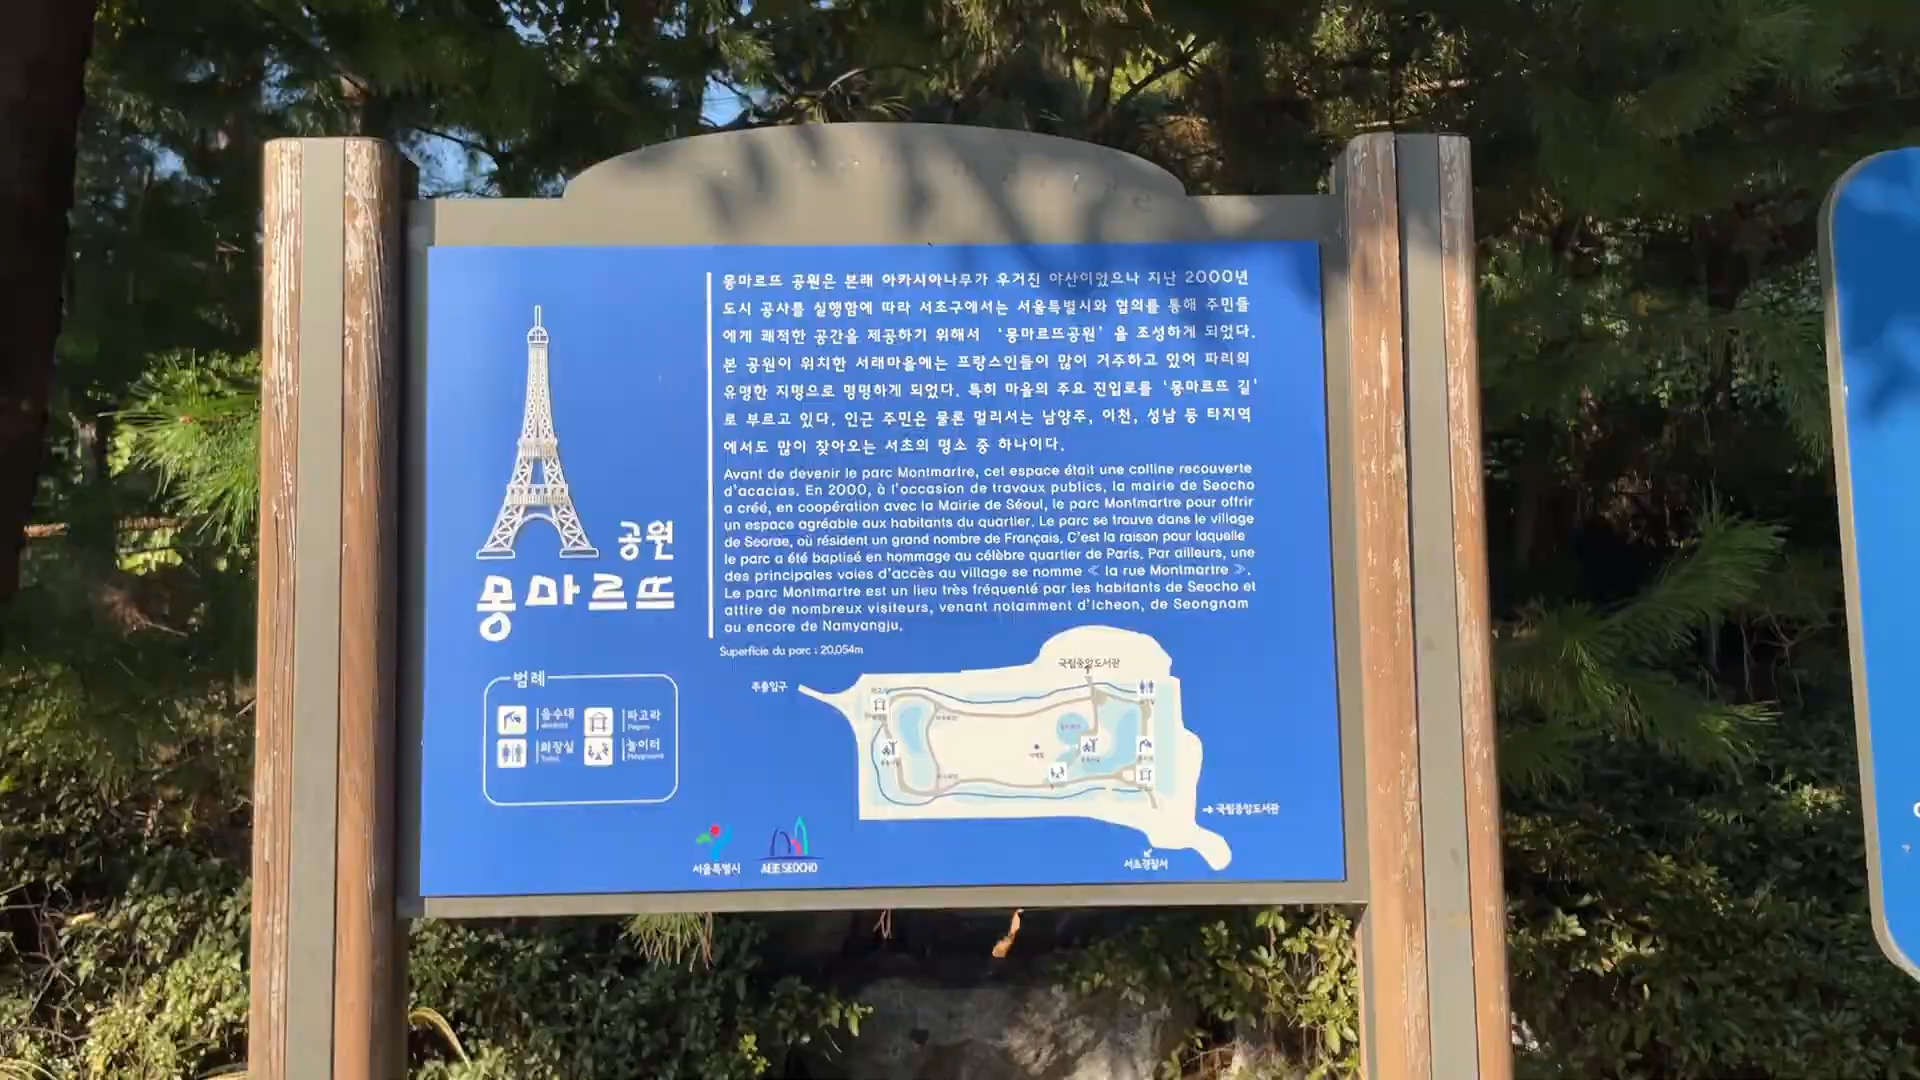 몽마르뜨 공원은 본래 아카시아나무가 우거진 야산이었으나 지난 2000년
도시 공사를 실행함에 따라 서초구에서는 서울특별시와 협의를 통해 주민들
에게 쾌적한 공간을 제공하기 위해서 ‘몽마르뜨공원’ 을 조성하게 되었다.
본 공원이 위치한 서래마을에는 프랑스인들이 많이 거주하고 있어 파리의
유명한 지명으로 명명하게 되었다. 특히 마을의 주요 진입로를 ‘몽마르뜨 길’
로 부르고 있다. 인근 주민은 물론 멀리서는 남양주, 이천, 성남 등 타지역
에서도 많이 찾아오는 서초의 명소 중 하나이다.
Avant de devenir le parc Montmartre, cet espace était une colline recouverte
d'acacias. En 2000, à l'occasion de travaux publics, la mairie de Seocho
a créé, en coopération avec la Mairie de Séoul, le parc Montmartre pour offrir
un espace agréable aux habitants du quartier. Le parc se trouve dans le village
de Seorae, où résident un grand nombre de Français. C'est la raison pour laquelle
le parc a été baptisé en hommage au célèbre quartier de Paris. Par ailleurs, une
des principales voies d'accès au village se nomme ≪ la rue Montmartre ≫.
Le parc Montmartre est un lieu très fréquenté par les habitants de Seocho et
attire de nombreux visiteurs, venant notamment d'Icheon, de Seongnam
ou encore de Namyangju.
Superficie du parc : 20,054m
공원
몽마르뜨
범례
음수대
파고라
Pagora
화장실
Toilet
놀이터
Playground
국립중앙도서관
주출입구
→ 국립중앙도서관
서초경찰서
서울특별시
서초 SEOCHO